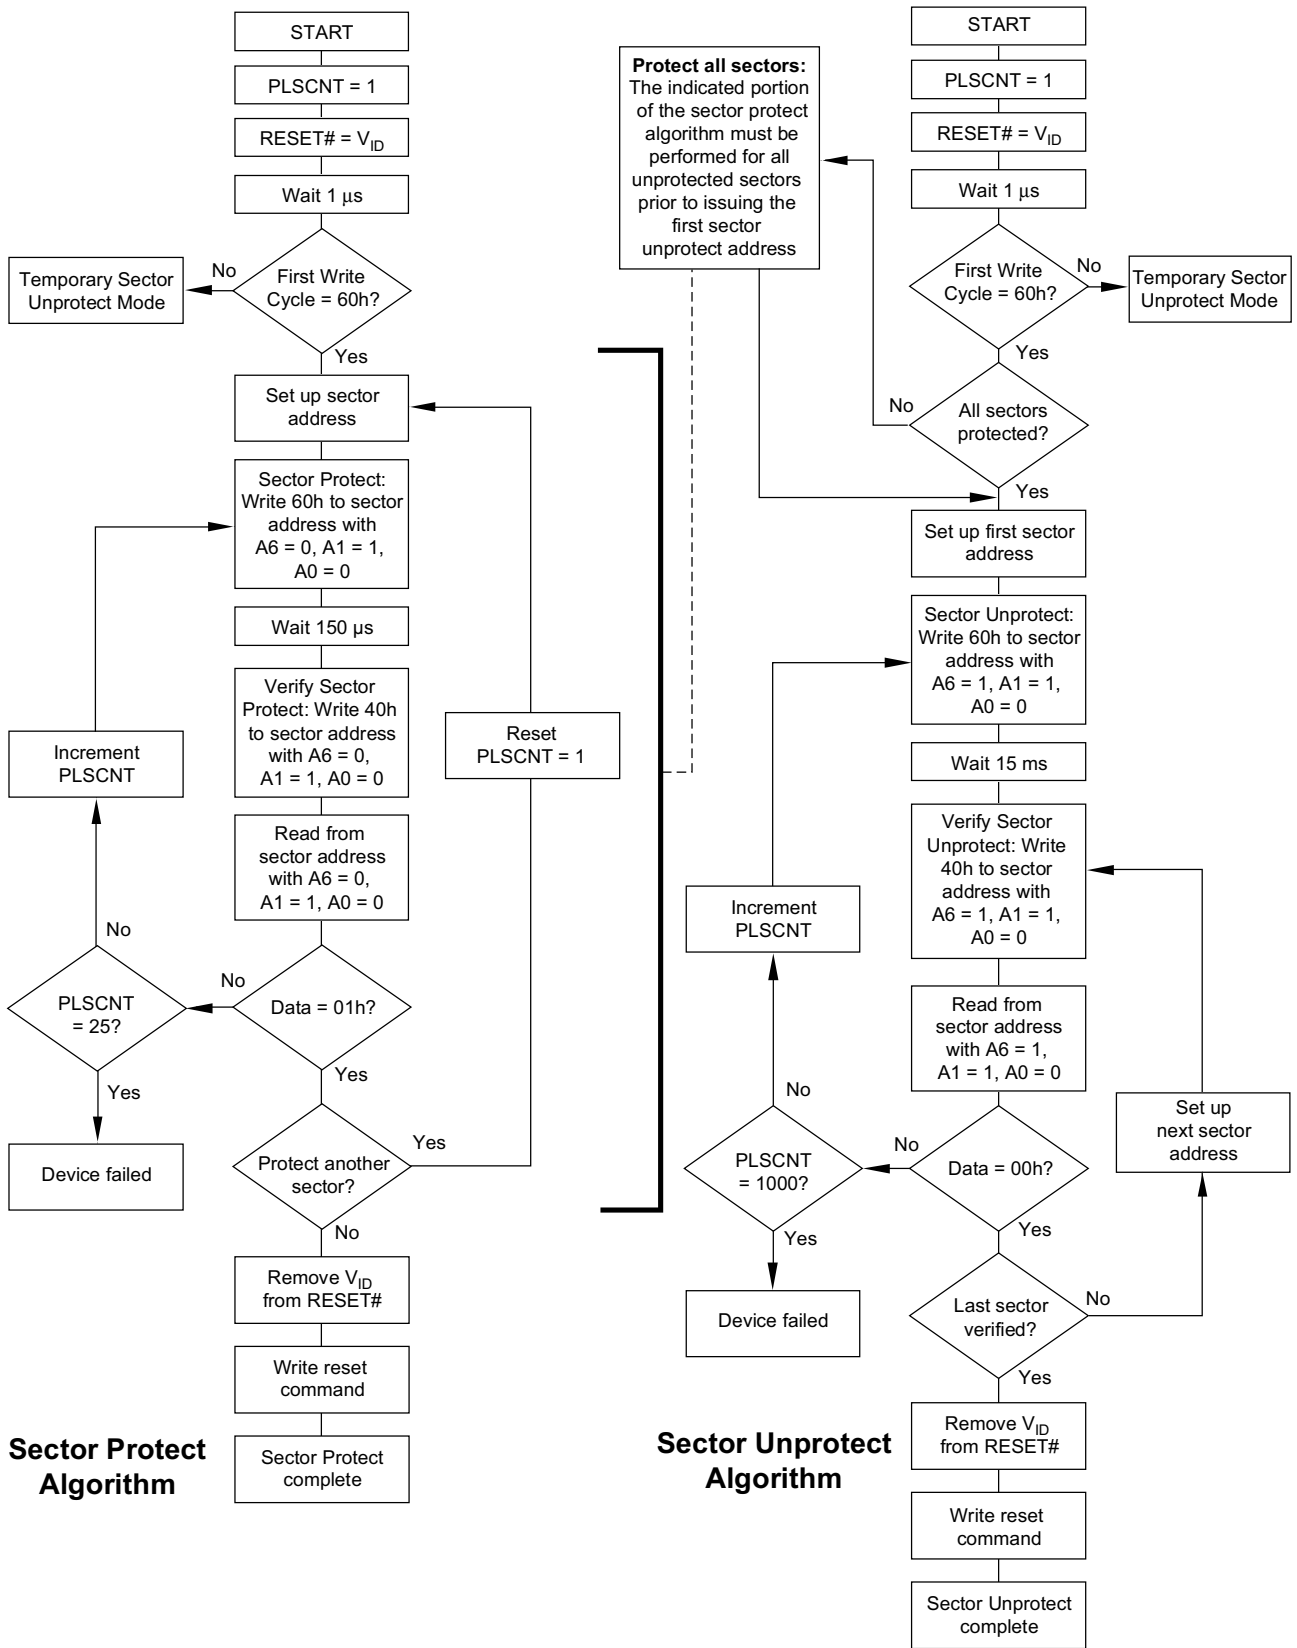 START
PLSCNT = 1
RESET# = VID
Wait 1 μs
First Write
Cycle = 60h?
No
Temporary Sector
Unprotect Mode
Yes
Set up sector
address
Sector Protect:
Write 60h to sector
address with
A6 = 0, A1 = 1,
A0 = 0
Wait 150 µs
Verify Sector
Protect: Write 40h
to sector address
with A6 = 0,
A1 = 1, A0 = 0
Reset
PLSCNT = 1
Increment
PLSCNT
Read from
sector address
with A6 = 0,
A1 = 1, A0 = 0
No
PLSCNT
= 25?
No
Data = 01h?
Yes
Yes
Device failed
Protect another
sector?
Yes
No
Remove VID
from RESET#
Write reset
command
Sector Protect
complete
Sector Protect
Algorithm
Protect all sectors:
The indicated portion
of the sector protect
algorithm must be
performed for all
unprotected sectors
prior to issuing the
first sector
unprotect address
START
PLSCNT = 1
RESET# = VID
Wait 1 μs
First Write
Cycle = 60h?
No
Temporary Sector
Unprotect Mode
Yes
No
All sectors
protected?
Yes
Set up first sector
address
Sector Unprotect:
Write 60h to sector
address with
A6 = 1, A1 = 1,
A0 = 0
Wait 15 ms
Verify Sector
Unprotect: Write
40h to sector
address with
A6 = 1, A1 = 1,
A0 = 0
Increment
PLSCNT
Read from
sector address
with A6 = 1,
A1 = 1, A0 = 0
No
PLSCNT
= 1000?
No
Data = 00h?
Set up
next sector
address
Yes
Yes
Device failed
Last sector
verified?
No
Yes
Remove VID
from RESET#
Write reset
command
Sector Unprotect
complete
Sector Unprotect
Algorithm